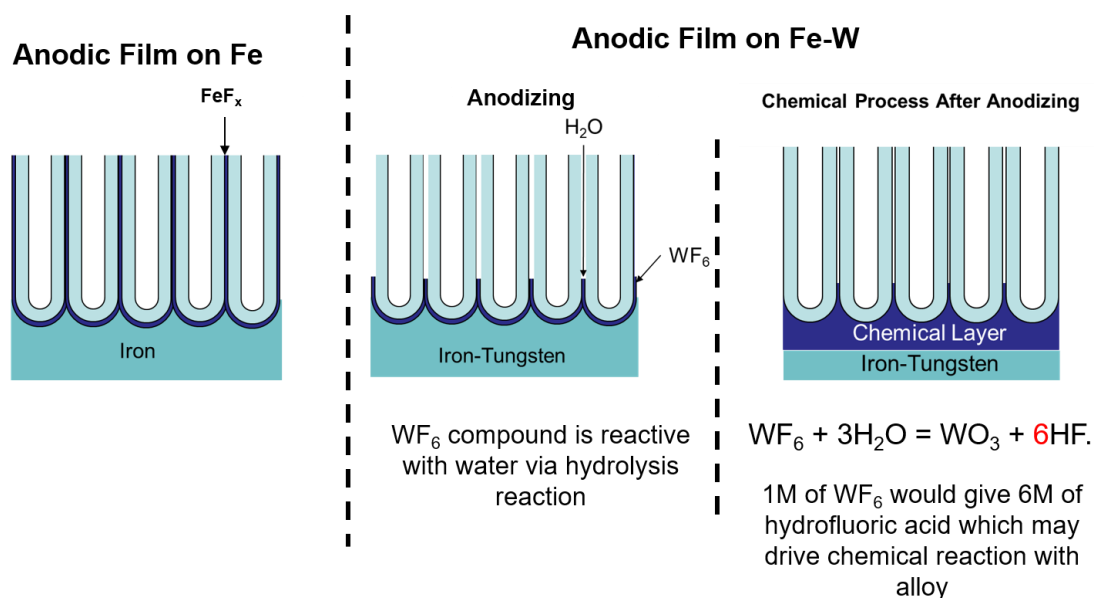 Anodic Film on Fe
FeFₓ
Iron
Anodic Film on Fe-W
Anodizing
H₂O
WF₆
Iron-Tungsten
WF₆ compound is reactive
with water via hydrolysis
reaction
Chemical Process After Anodizing
Chemical Layer
Iron-Tungsten
WF₆ + 3H₂O = WO₃ + 6HF.
1M of WF₆ would give 6M of
hydrofluoric acid which may
drive chemical reaction with
alloy